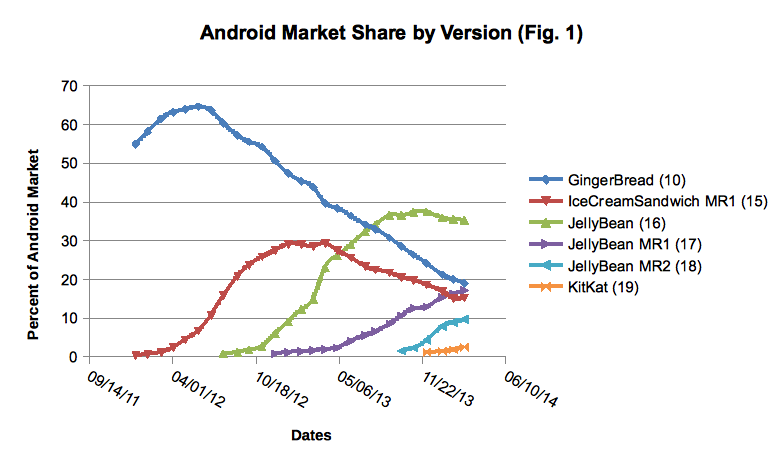 Android Market Share by Version (Fig. 1)
70
60
50
40
30
20
10
0
Percent of Android Market
09/14/11
04/01/12
10/18/12
05/06/13
11/22/13
06/10/14
Dates
GingerBread (10)
IceCreamSandwich MR1 (15)
JellyBean (16)
JellyBean MR1 (17)
JellyBean MR2 (18)
KitKat (19)